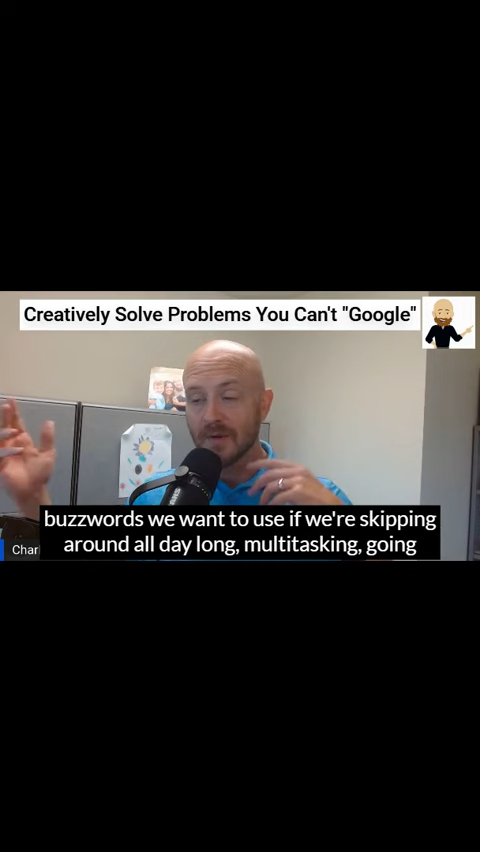 Creatively Solve Problems You Can't "Google"
buzzwords we want to use if we're skipping
around all day long, multitasking, going
Char